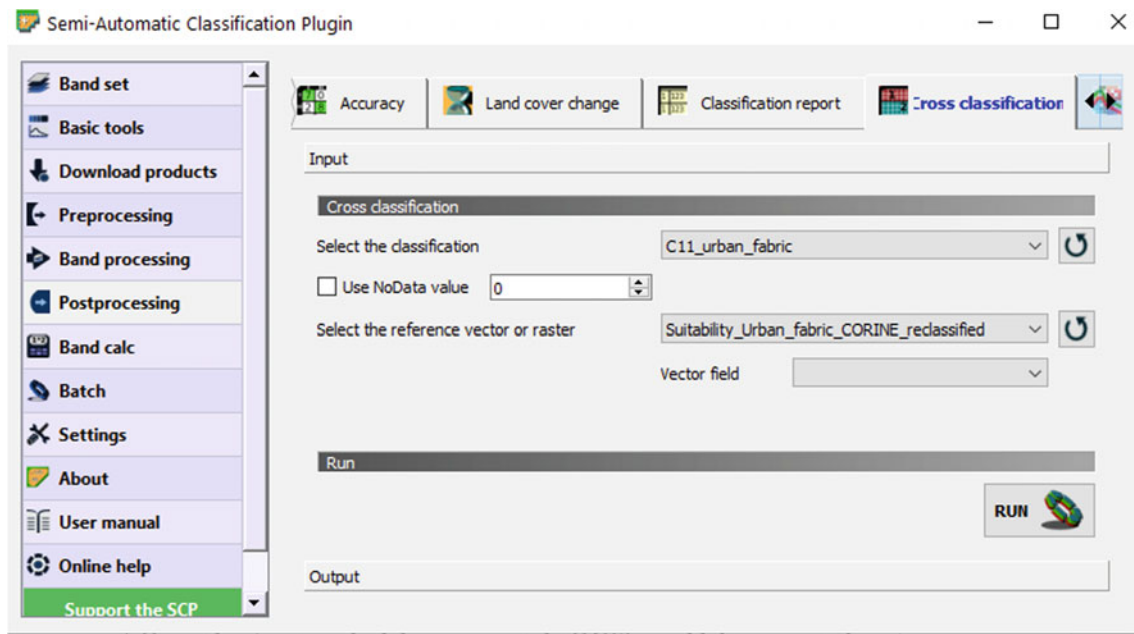 Semi-Automatic Classification Plugin
Band set
Basic tools
Download products
Preprocessing
Band processing
Postprocessing
Band calc
Batch
Settings
About
User manual
Online help
Support the SCP
Accuracy
Land cover change
Classification report
Cross classification
Input
Cross classification
Select the classification
C11_urban_fabric
Use NoData value
0
Select the reference vector or raster
Suitability_Urban_fabric_CORINE_reclassified
Vector field
Run
RUN
Output